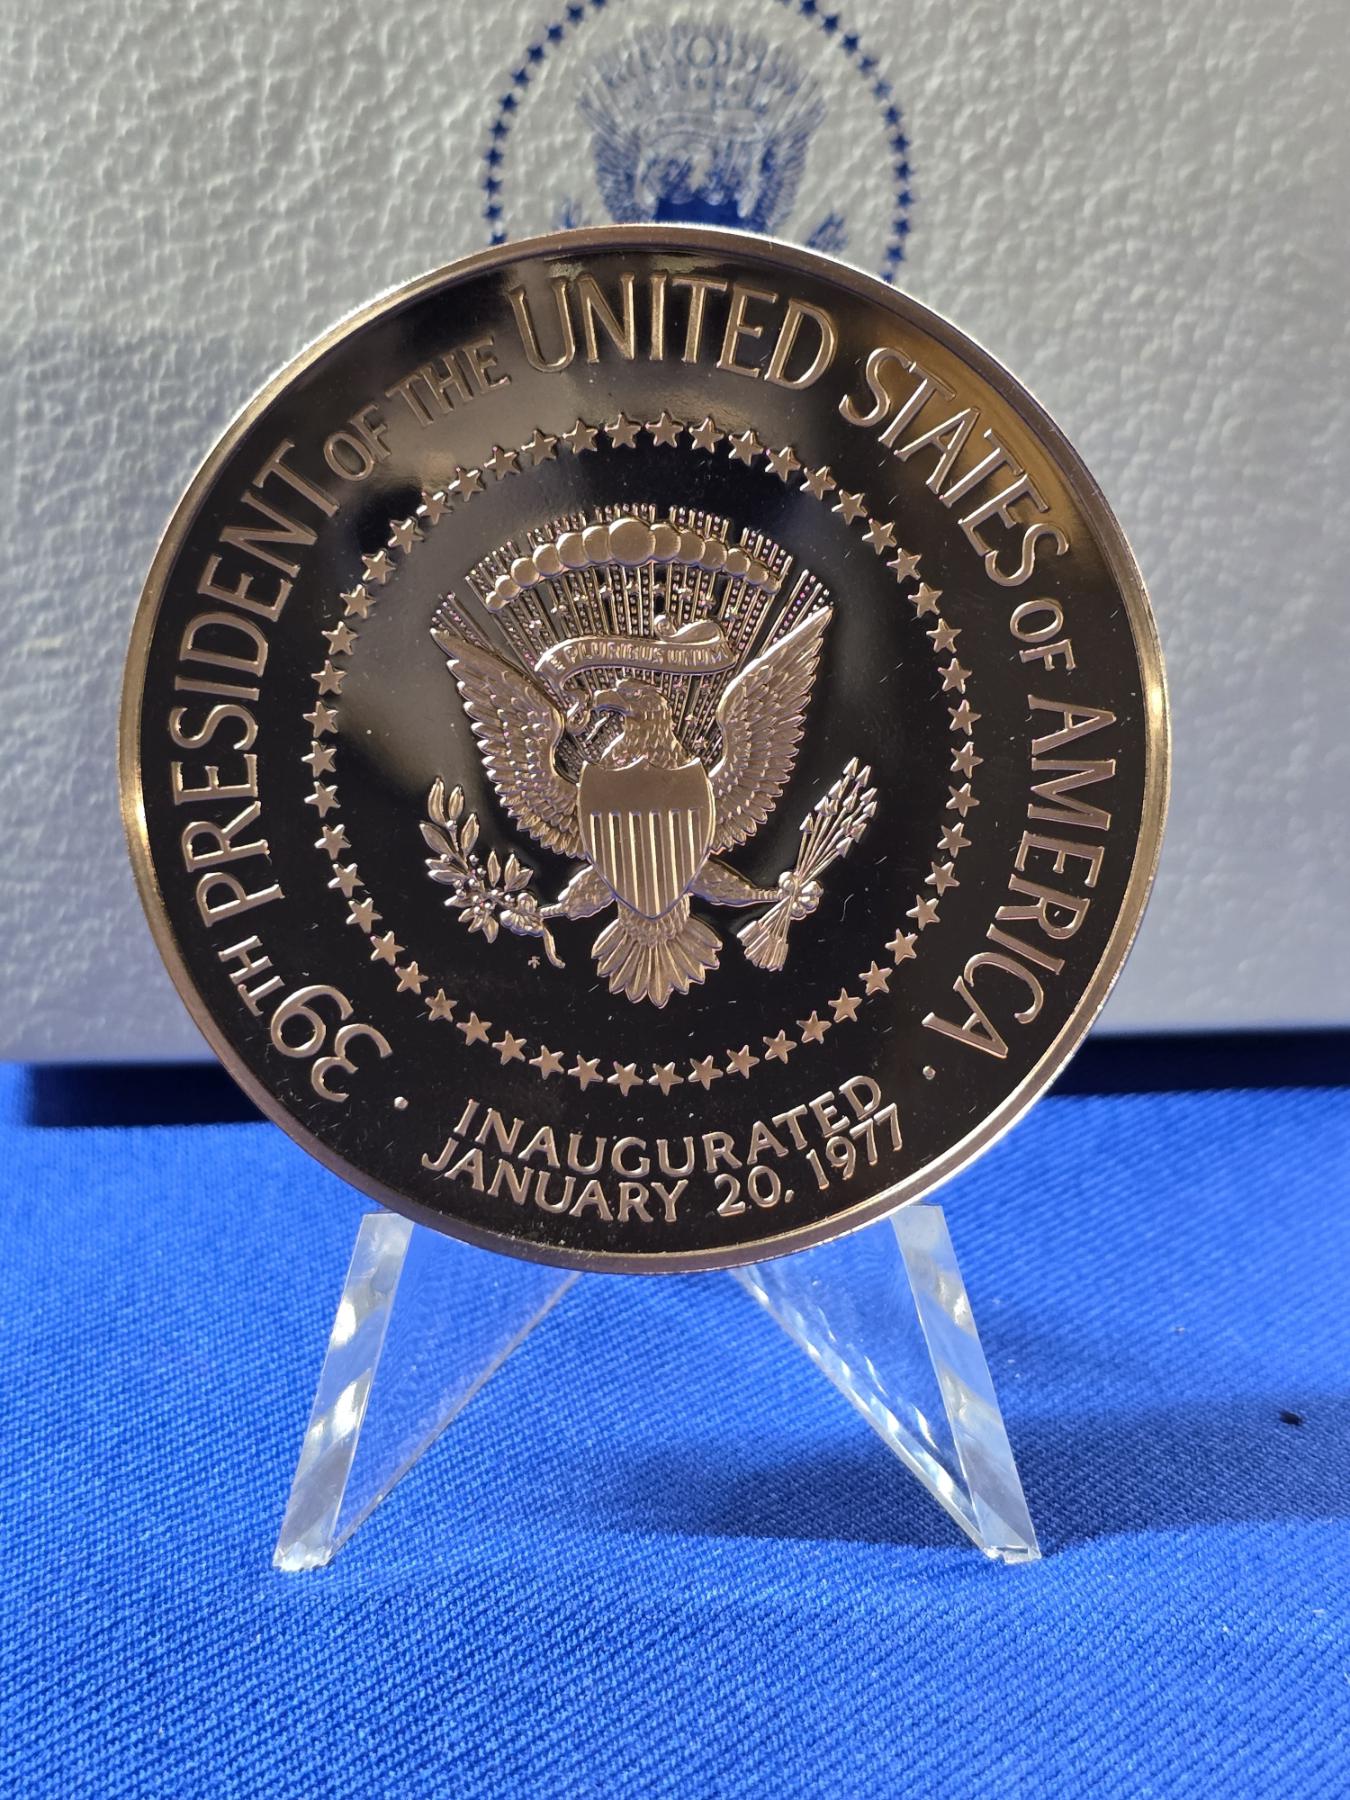 39TH PRESIDENT OF THE UNITED STATES OF AMERICA
E PLURIBUS UNUM
INAUGURATED
JANUARY 20, 1977